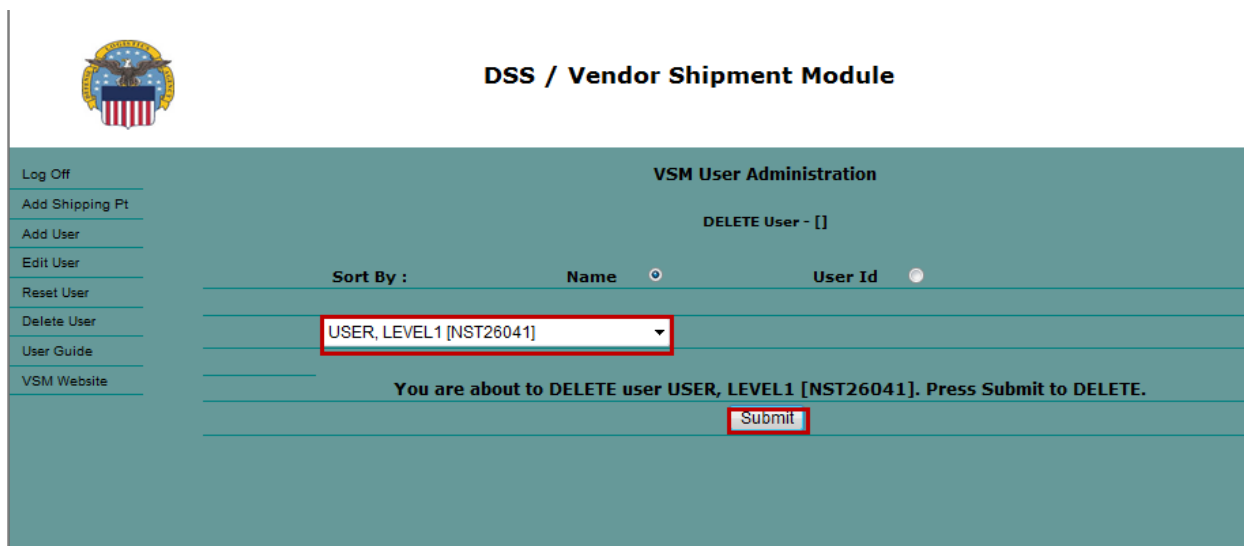 DSS / Vendor Shipment Module
Log Off
Add Shipping Pt
Add User
Edit User
Reset User
Delete User
User Guide
VSM Website
VSM User Administration
DELETE User - []
Sort By : Name User Id
USER, LEVEL1 [NST26041]
You are about to DELETE user USER, LEVEL1 [NST26041]. Press Submit to DELETE.
Submit